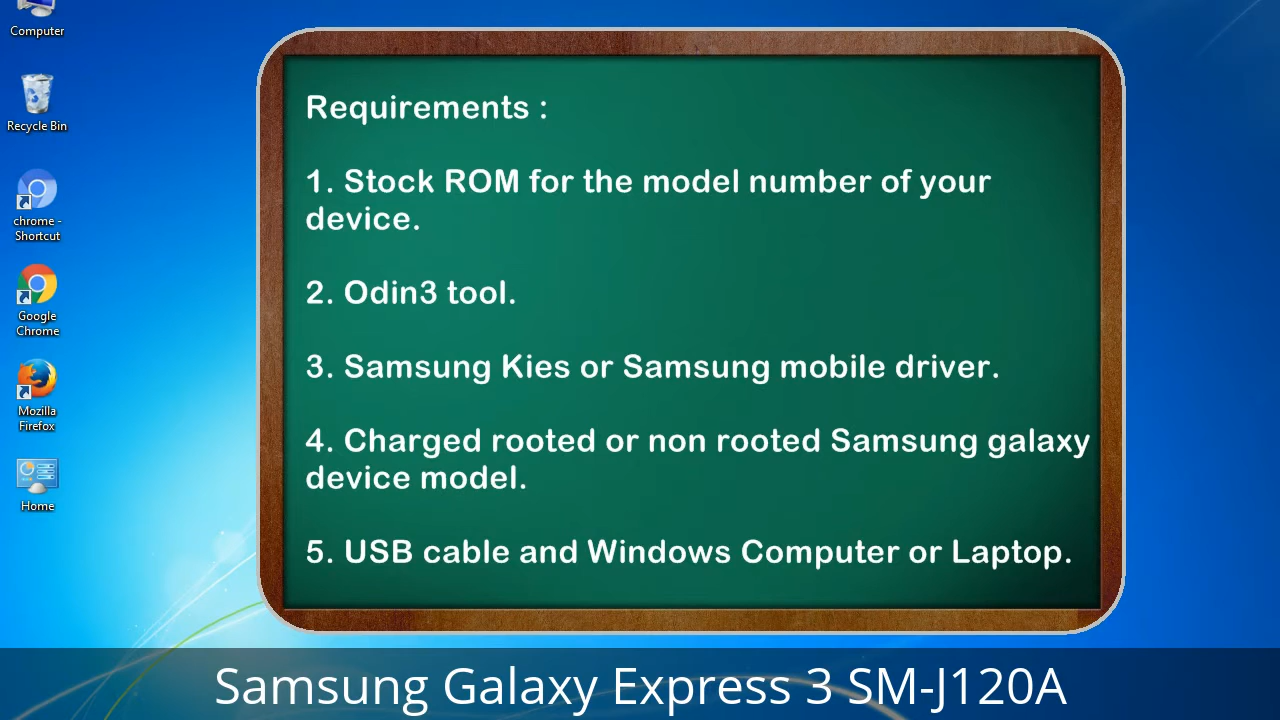 Computer
Recycle Bin
chrome -
Shortcut
Google
Chrome
Mozilla
Firefox
Home
Requirements :
1. Stock ROM for the model number of your
device.
2. Odin3 tool.
3. Samsung Kies or Samsung mobile driver.
4. Charged rooted or non rooted Samsung galaxy
device model.
5. USB cable and Windows Computer or Laptop.
Samsung Galaxy Express 3 SM-J120A